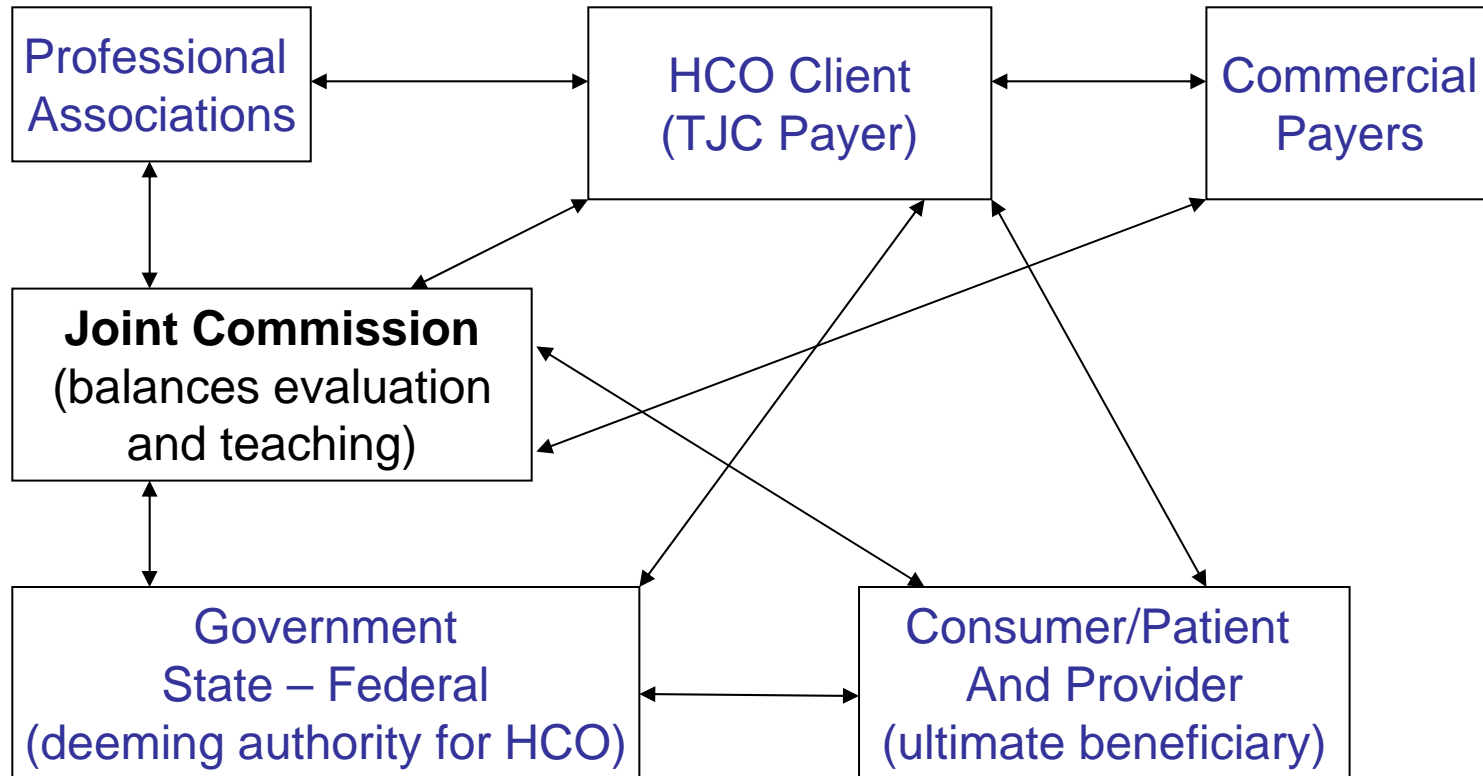 Professional
Associations
HCO Client
(TJC Payer)
Commercial
Payers
Joint Commission
(balances evaluation
and teaching)
Government
State – Federal
(deeming authority for HCO)
Consumer/Patient
And Provider
(ultimate beneficiary)